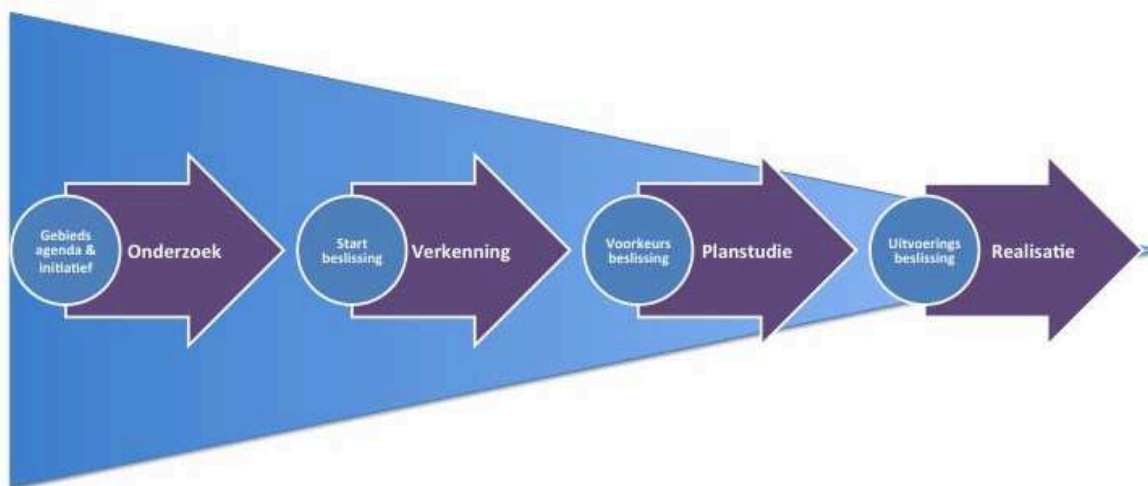 Gebieds
agenda &
initiatief
Onderzoek
Start
beslissing
Verkenning
Voorkeurs
beslissing
Planstudie
Uitvoerings
beslissing
Realisatie